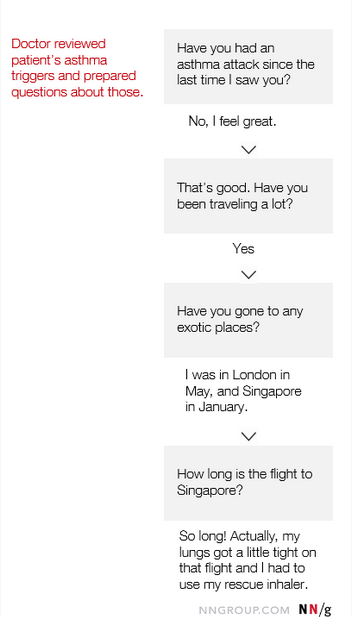 Doctor reviewed
patient's asthma
triggers and prepared
questions about those.
Have you had an
asthma attack since the
last time I saw you?
No, I feel great.
That's good. Have you
been traveling a lot?
Yes
Have you gone to any
exotic places?
I was in London in
May, and Singapore
in January.
How long is the flight to
Singapore?
So long! Actually, my
lungs got a little tight on
that flight and I had to
use my rescue inhaler.
NNGROUP.COM NN/g